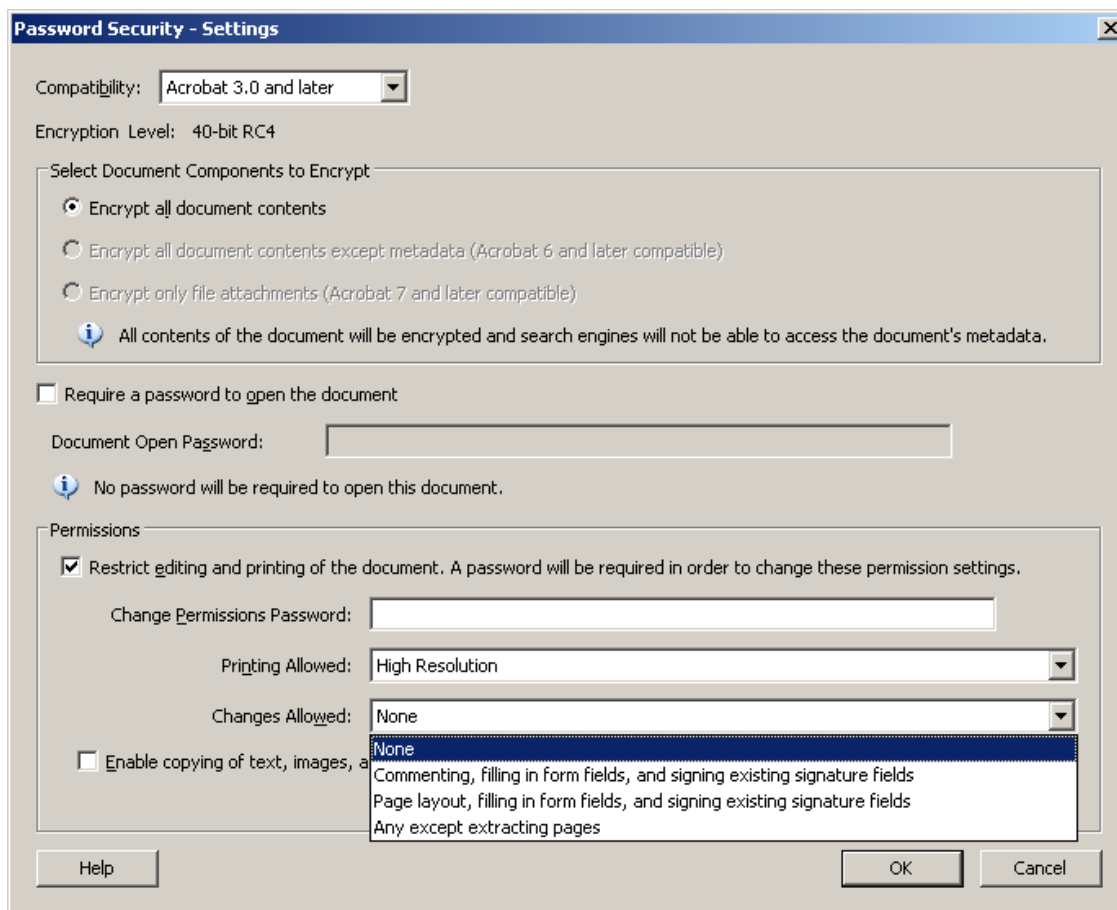 Password Security - Settings
Compatibility: Acrobat 3.0 and later
Encryption Level: 40-bit RC4
Select Document Components to Encrypt
Encrypt all document contents
Encrypt all document contents except metadata (Acrobat 6 and later compatible)
Encrypt only file attachments (Acrobat 7 and later compatible)
All contents of the document will be encrypted and search engines will not be able to access the document's metadata.
Require a password to open the document
Document Open Password:
No password will be required to open this document.
Permissions
Restrict editing and printing of the document. A password will be required in order to change these permission settings.
Change Permissions Password:
Printing Allowed: High Resolution
Changes Allowed: None
None
Enable copying of text, images, a
Commenting, filling in form fields, and signing existing signature fields
Page layout, filling in form fields, and signing existing signature fields
Any except extracting pages
Help OK Cancel